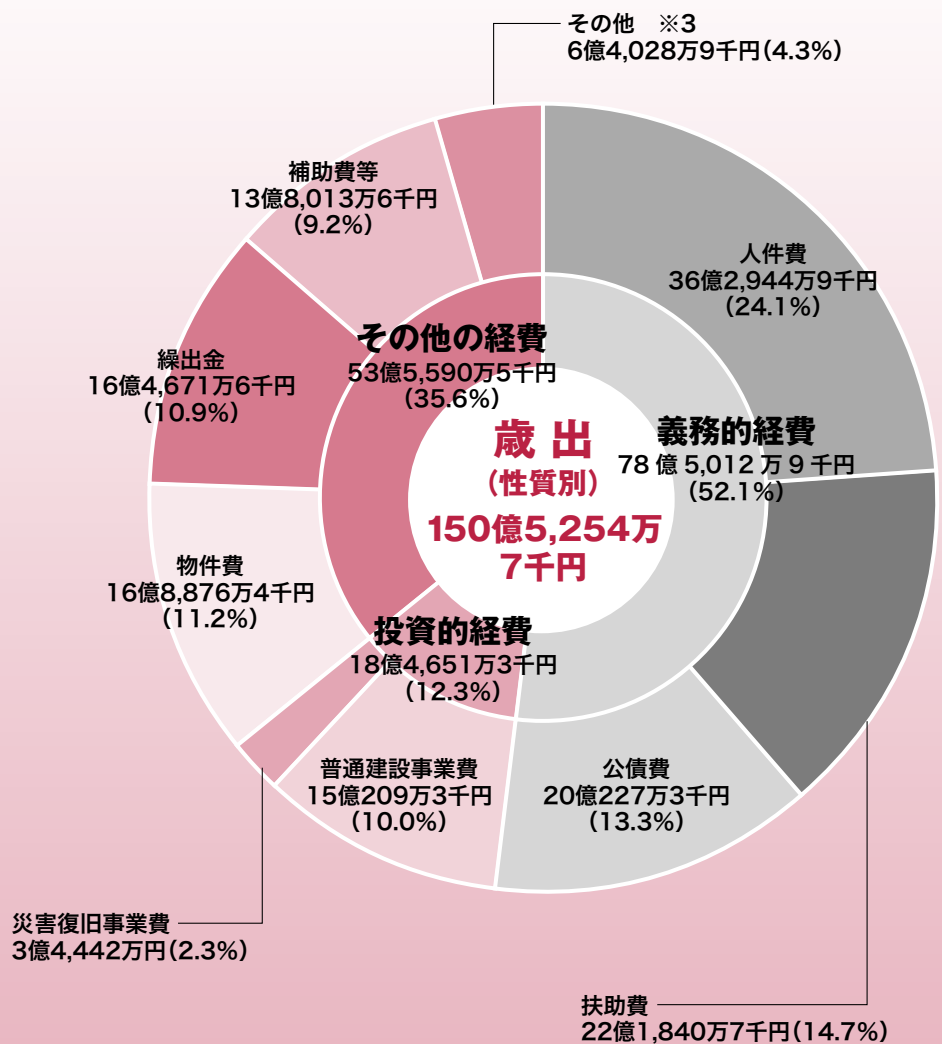 その他　※3
6億4,028万9千円(4.3%)
補助費等
13億8,013万6千円
(9.2%)
人件費
36億2,944万9千円
(24.1%)
その他の経費
53億5,590万5千円
(35.6%)
繰出金
16億4,671万6千円
(10.9%)
歳 出
(性質別)
150億5,254万
7千円
義務的経費
78億5,012万9千円
(52.1%)
物件費
16億8,876万4千円
(11.2%)
投資的経費
18億4,651万3千円
(12.3%)
普通建設事業費
15億209万3千円
(10.0%)
公債費
20億227万3千円
(13.3%)
災害復旧事業費
3億4,442万円(2.3%)
扶助費
22億1,840万7千円(14.7%)